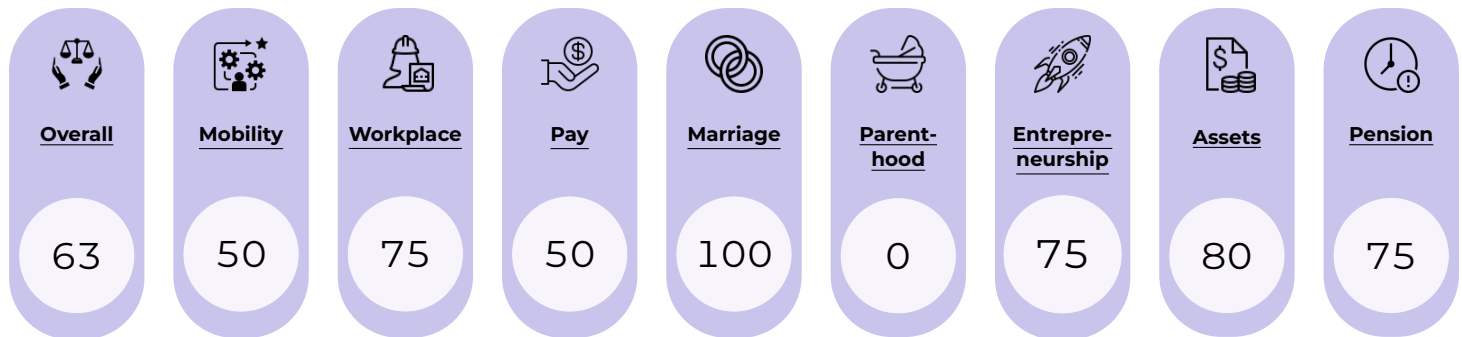 Overall
63
Mobility
50
Workplace
75
Pay
50
Marriage
100
Parent-
hood
0
Entrepre-
neurship
75
Assets
80
Pension
75